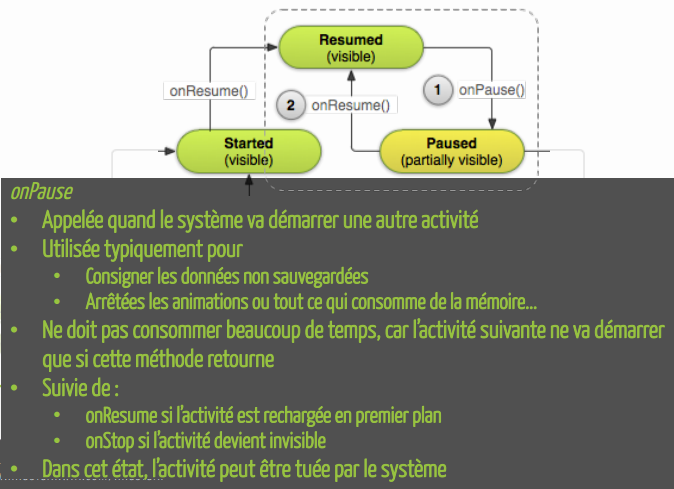 Resumed
(visible)
onResume()
2
onResume()
1
onPause()
Started
(visible)
Paused
(partially visible)
onPause
• Appelée quand le système va démarrer une autre activité
• Utilisée typiquement pour
• Consigner les données non sauvegardées
• Arrêtées les animations ou tout ce qui consomme de la mémoire...
• Ne doit pas consommer beaucoup de temps, car l'activité suivante ne va démarrer
que si cette méthode retourne
• Suivie de :
• onResume si l'activité est rechargée en premier plan
• onStop si l'activité devient invisible
• Dans cet état, l'activité peut être tuée par le système